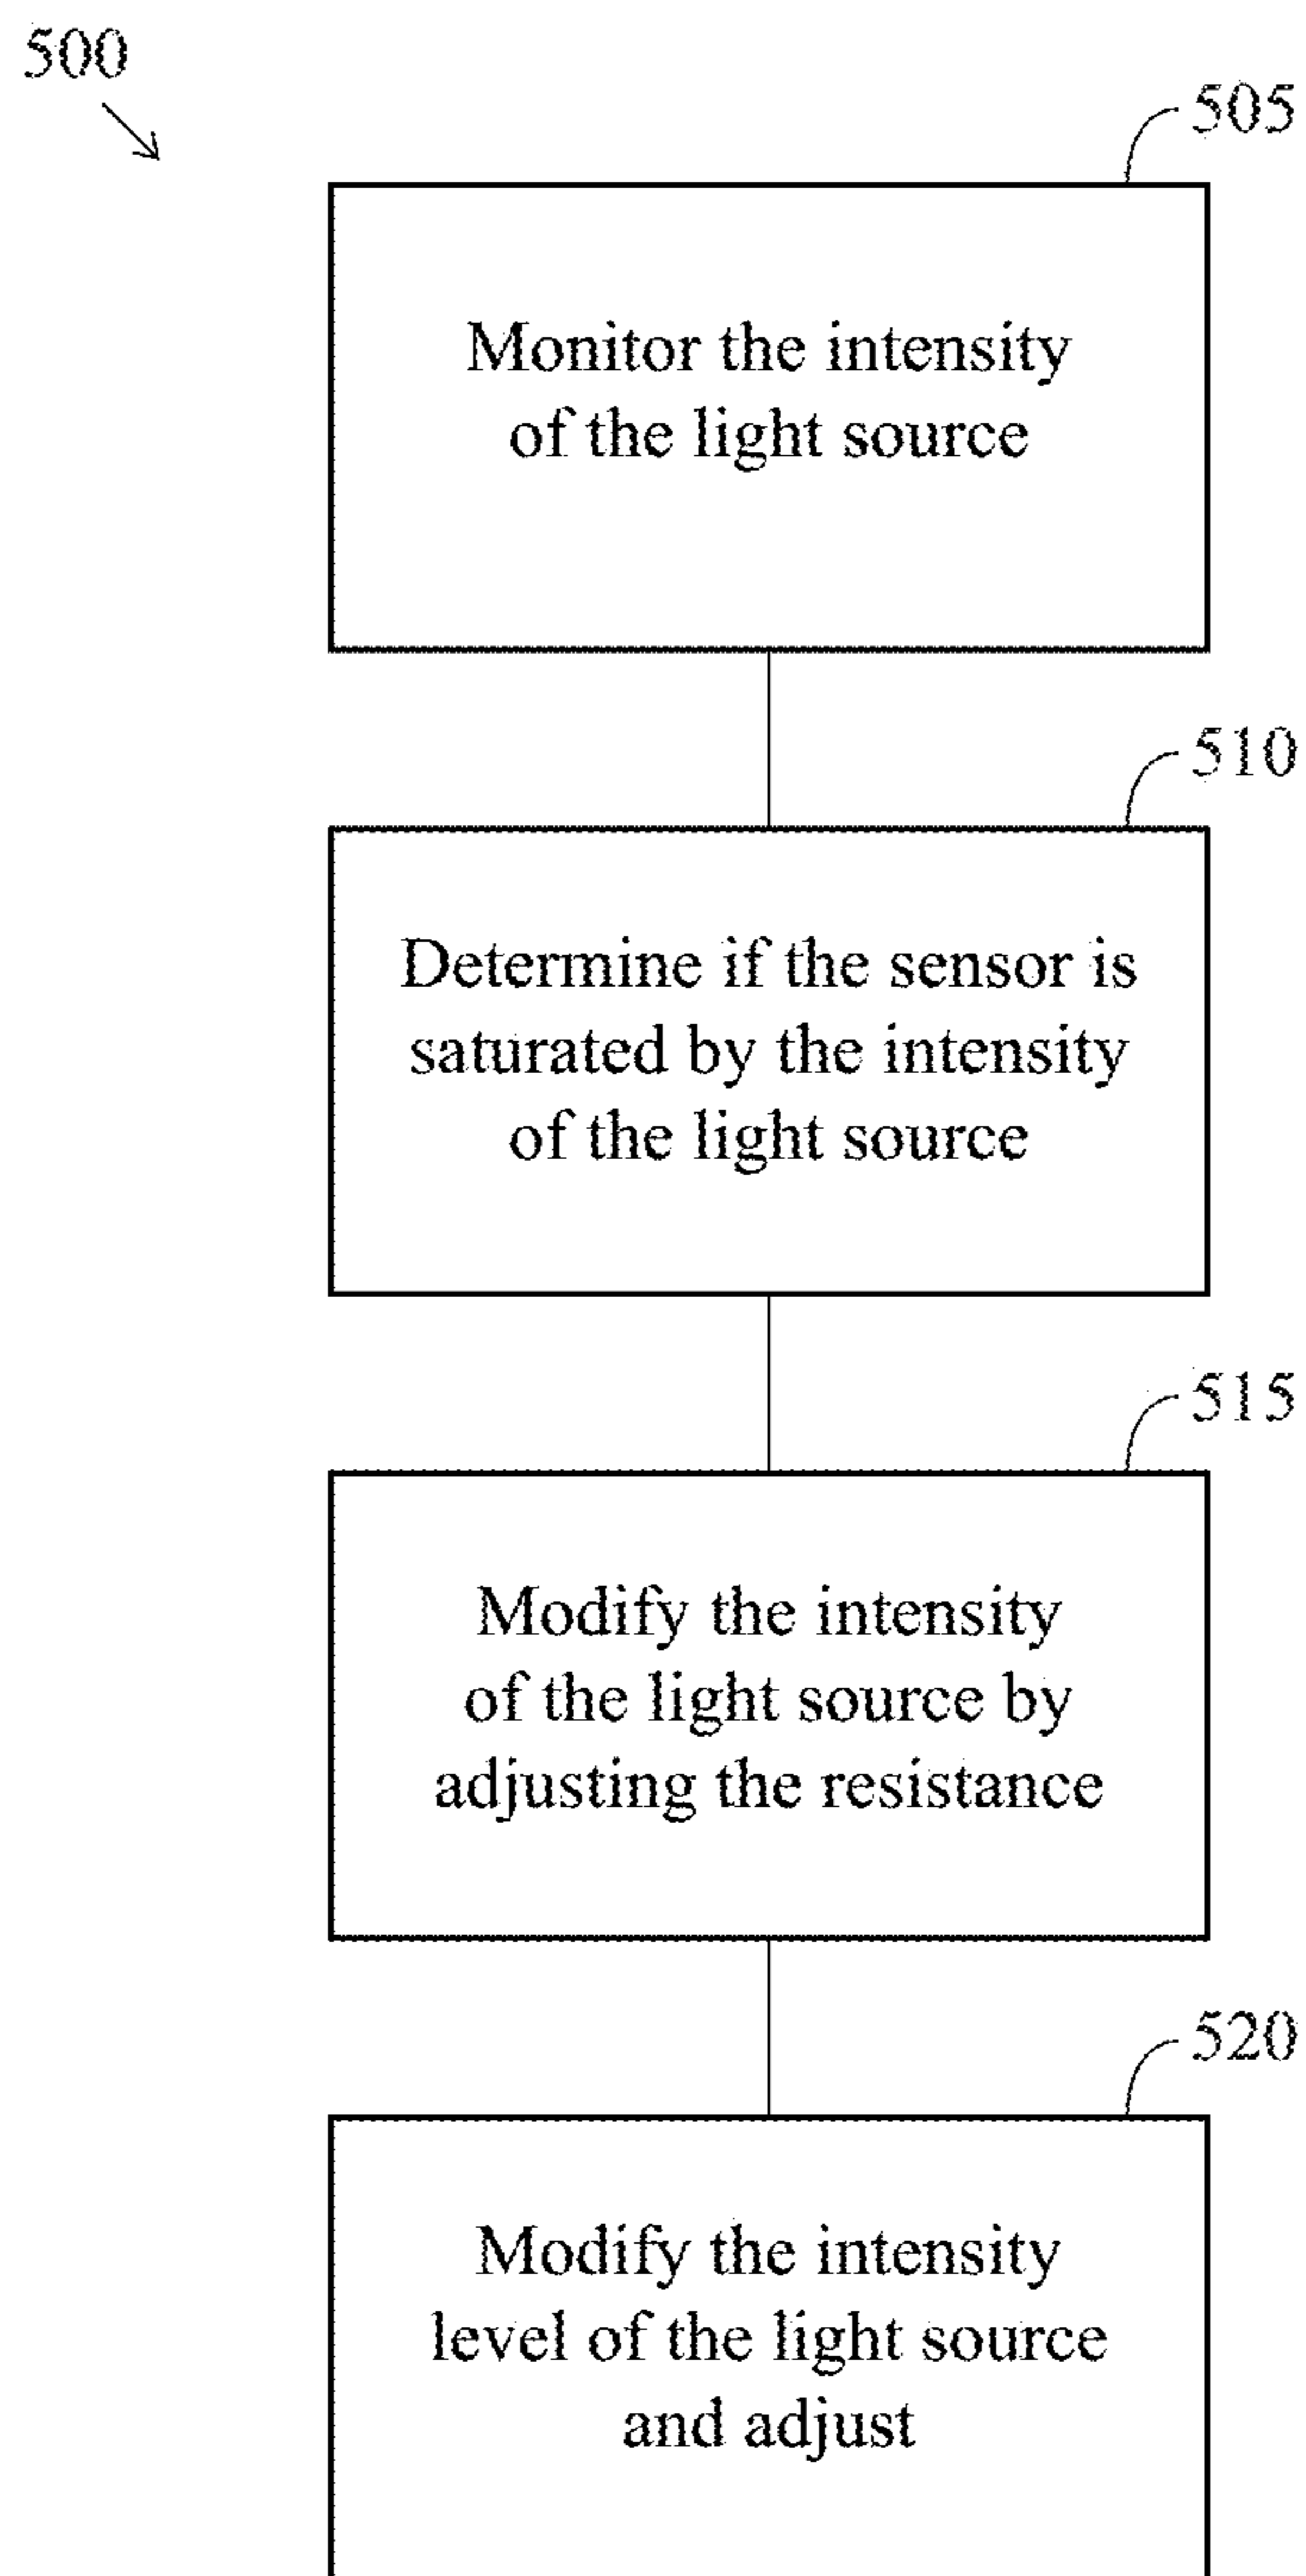 500
505
Monitor the intensity
of the light source
510
Determine if the sensor is
saturated by the intensity
of the light source
515
Modify the intensity
of the light source by
adjusting the resistance
520
Modify the intensity
level of the light source
and adjust